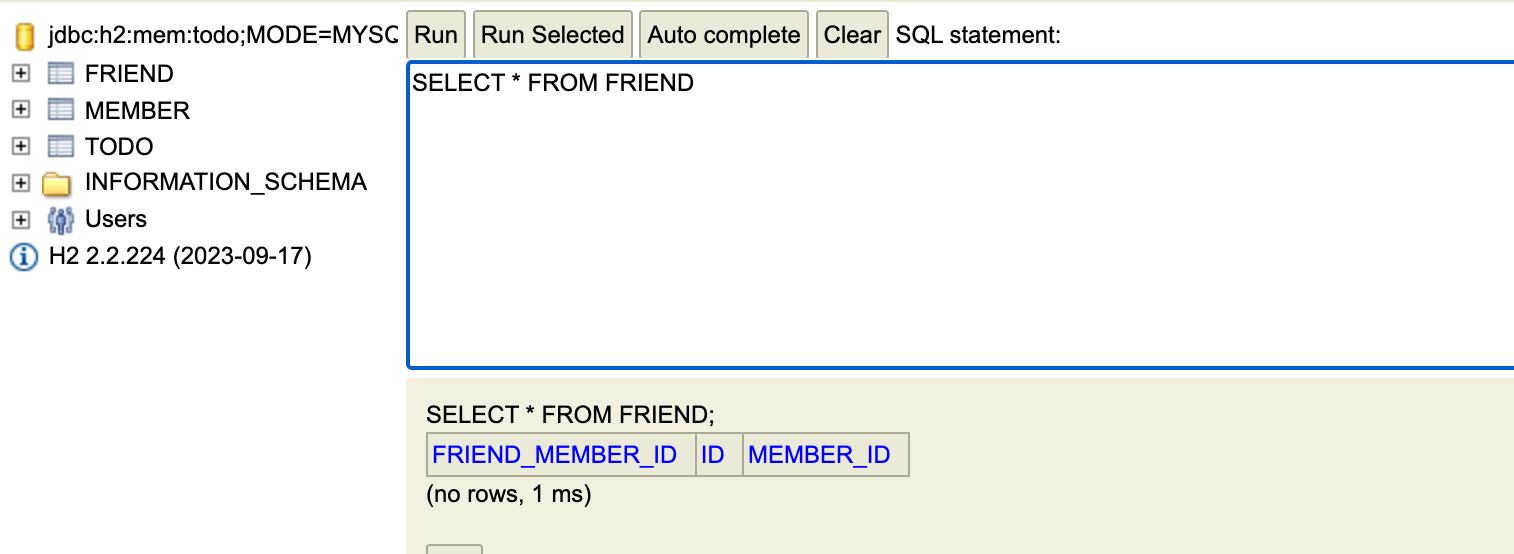 jdbc:h2:mem:todo;MODE=MYSQ
FRIEND
MEMBER
TODO
INFORMATION_SCHEMA
Users
H2 2.2.224 (2023-09-17)
Run Run Selected Auto complete Clear SQL statement:
SELECT * FROM FRIEND
SELECT * FROM FRIEND;
FRIEND_MEMBER_ID ID MEMBER_ID
(no rows, 1 ms)